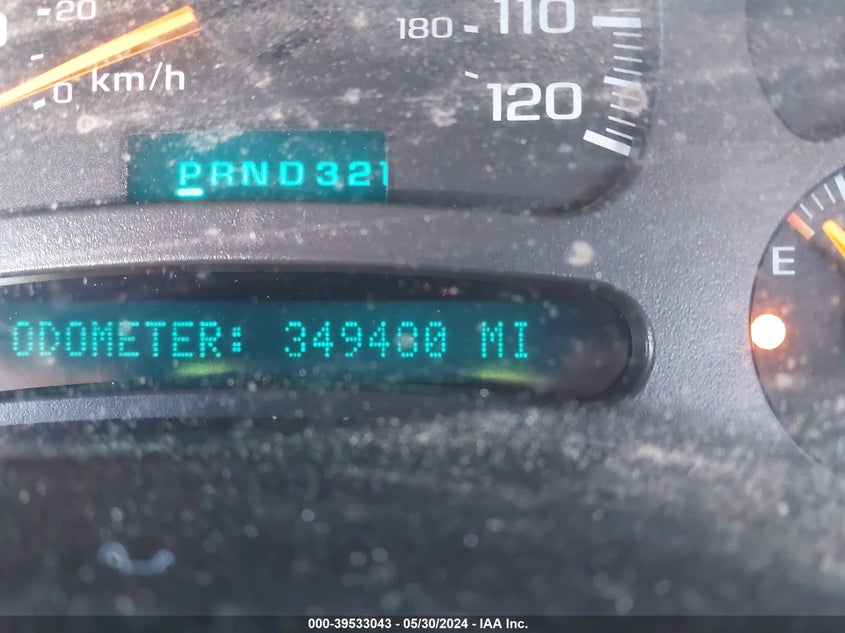 20
180 110
0 km/h
120
PRND321
E
ODOMETER: 349400 MI
000-39533043 - 05/30/2024 - IAA Inc.